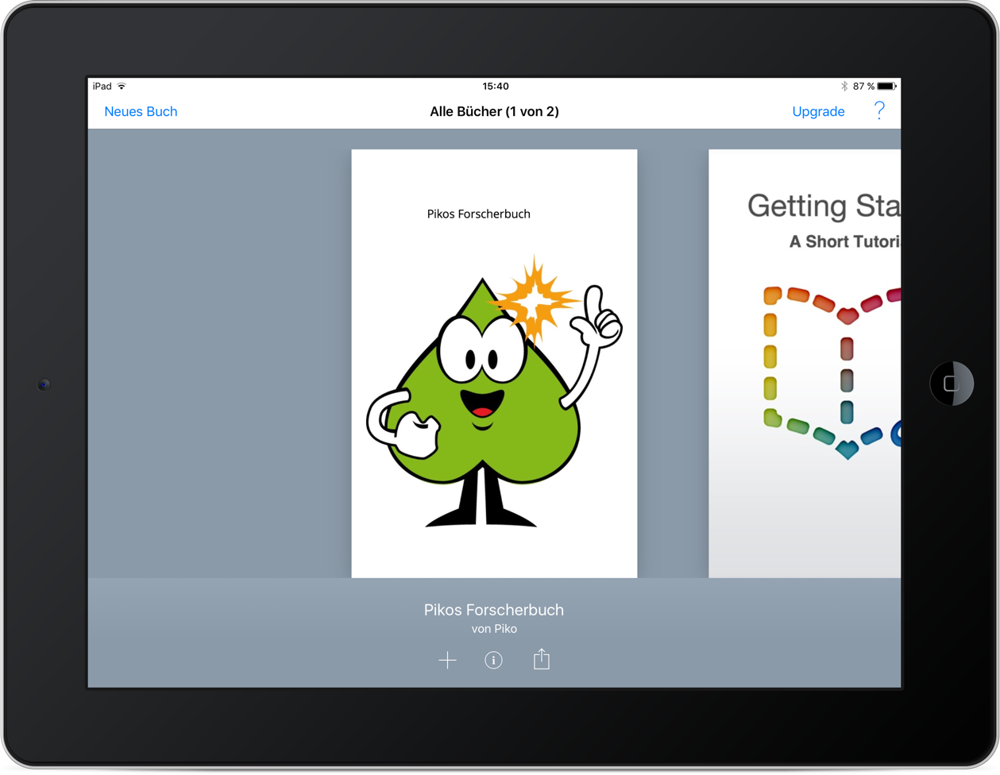 iPad 15:40 87 %
Neues Buch Alle Bücher (1 von 2) Upgrade ?
Pikos Forscherbuch
Getting Sta
A Short Tutori
Pikos Forscherbuch
von Piko